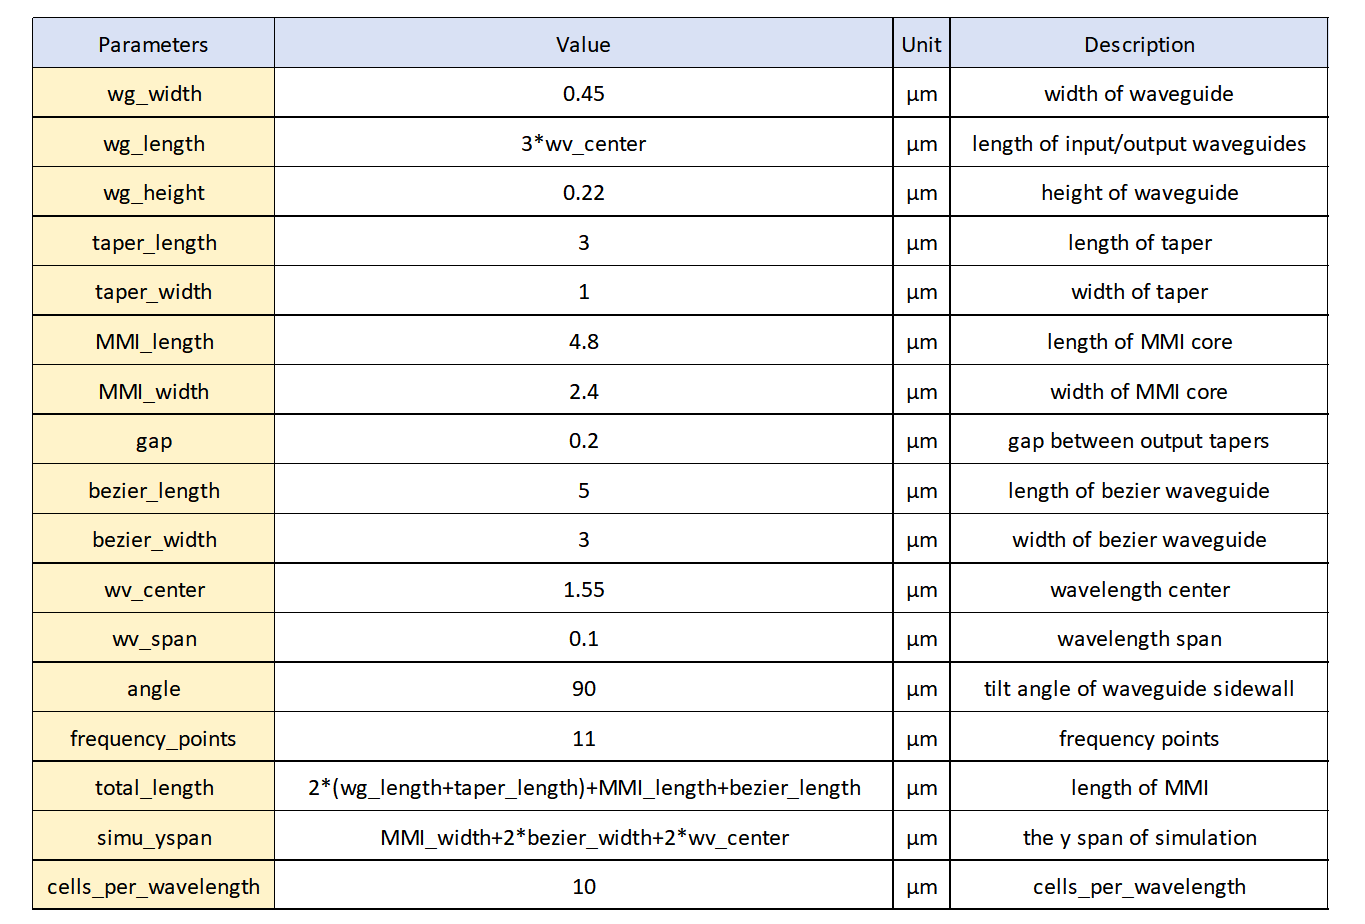 Parameters Value Unit Description
wg_width 0.45 μm width of waveguide
wg_length 3*wv_center μm length of input/output waveguides
wg_height 0.22 μm height of waveguide
taper_length 3 μm length of taper
taper_width 1 μm width of taper
MMI_length 4.8 μm length of MMI core
MMI_width 2.4 μm width of MMI core
gap 0.2 μm gap between output tapers
bezier_length 5 μm length of bezier waveguide
bezier_width 3 μm width of bezier waveguide
wv_center 1.55 μm wavelength center
wv_span 0.1 μm wavelength span
angle 90 μm tilt angle of waveguide sidewall
frequency_points 11 μm frequency points
total_length 2*(wg_length+taper_length)+MMI_length+bezier_length μm length of MMI
simu_yspan MMI_width+2*bezier_width+2*wv_center μm the y span of simulation
cells_per_wavelength 10 μm cells_per_wavelength